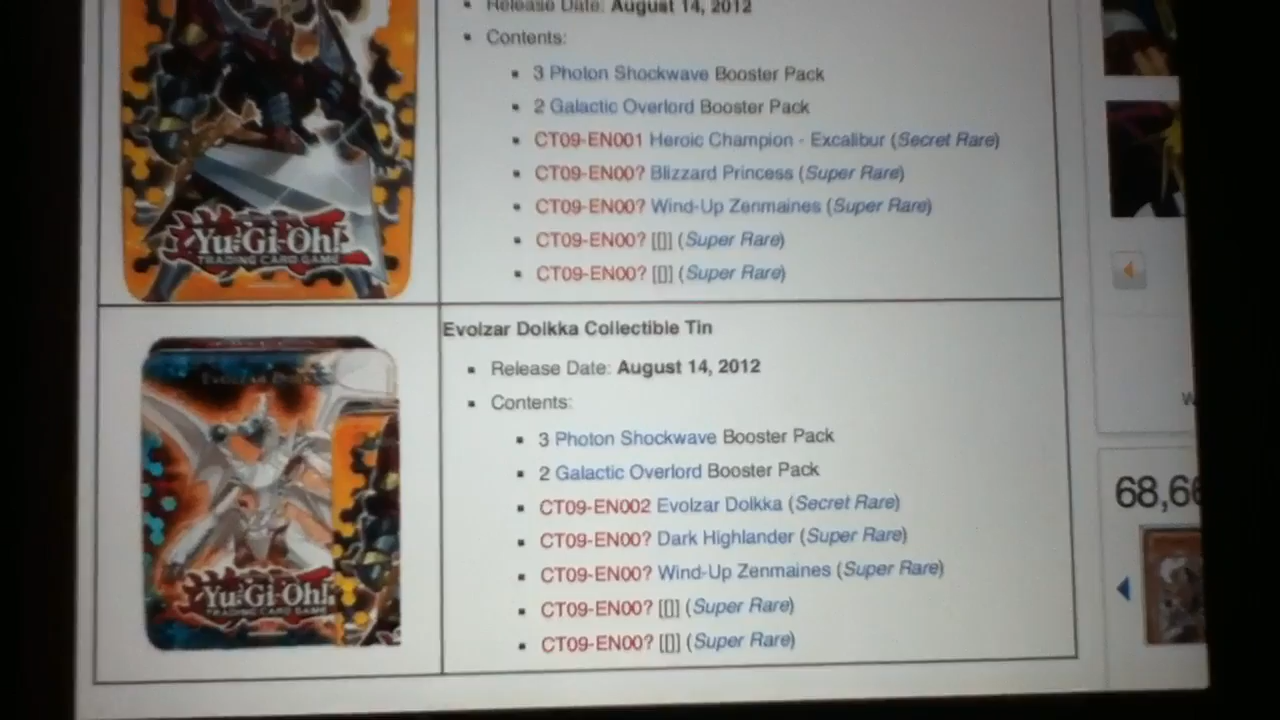 Release Date: August 14, 2012
Contents:
3 Photon Shockwave Booster Pack
2 Galactic Overlord Booster Pack
CT09-EN001 Heroic Champion - Excalibur (Secret Rare)
CT09-EN00? Blizzard Princess (Super Rare)
CT09-EN00? Wind-Up Zenmaines (Super Rare)
CT09-EN00? [[]] (Super Rare)
CT09-EN00? [[]] (Super Rare)
Yu-Gi-Oh!
TRADING CARD GAME
Evolzar Dolkka Collectible Tin
Release Date: August 14, 2012
Contents:
3 Photon Shockwave Booster Pack
2 Galactic Overlord Booster Pack
CT09-EN002 Evolzar Dolkka (Secret Rare)
CT09-EN00? Dark Highlander (Super Rare)
CT09-EN00? Wind-Up Zenmaines (Super Rare)
CT09-EN00? [[]] (Super Rare)
CT09-EN00? [[]] (Super Rare)
Yu-Gi-Oh!
TRADING CARD GAME
68,66